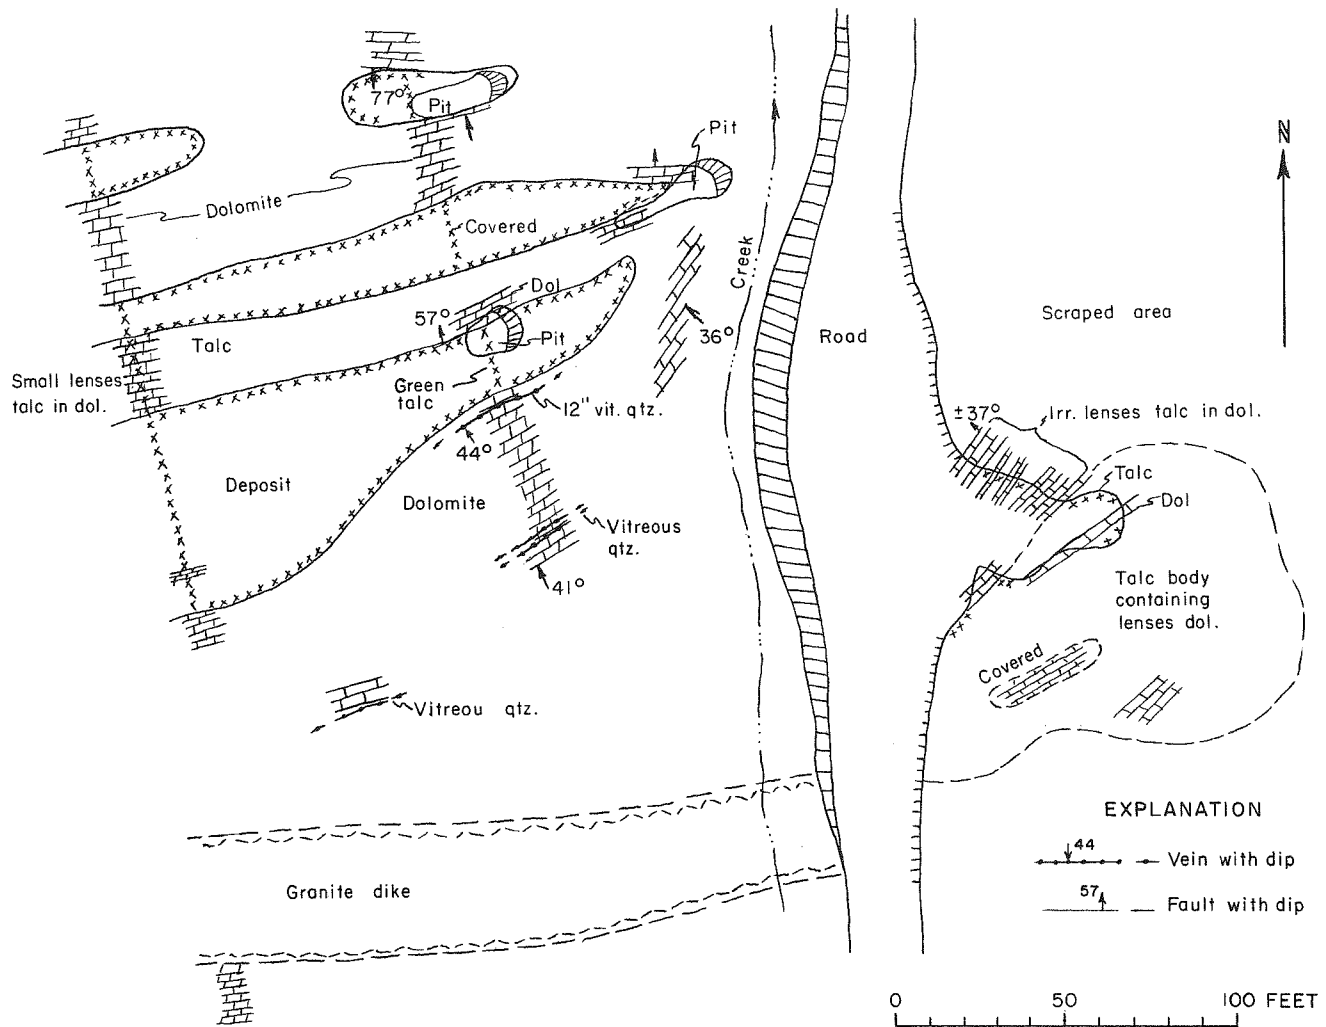 77°
Pit
Pit
N
Dolomite
Covered
Creek
Dol
57°
Pit
36°
Road
Scraped area
Talc
Small lenses
talc in dol.
Green
talc
12" vit. qtz.
±37°
Irr. lenses talc in dol.
44°
Talc
Dol
Deposit
Dolomite
Vitreous
qtz.
41°
Talc body
containing
lenses dol.
Covered
Vitreou qtz.
EXPLANATION
44
Vein with dip
57
Fault with dip
Granite dike
0 50 100 FEET